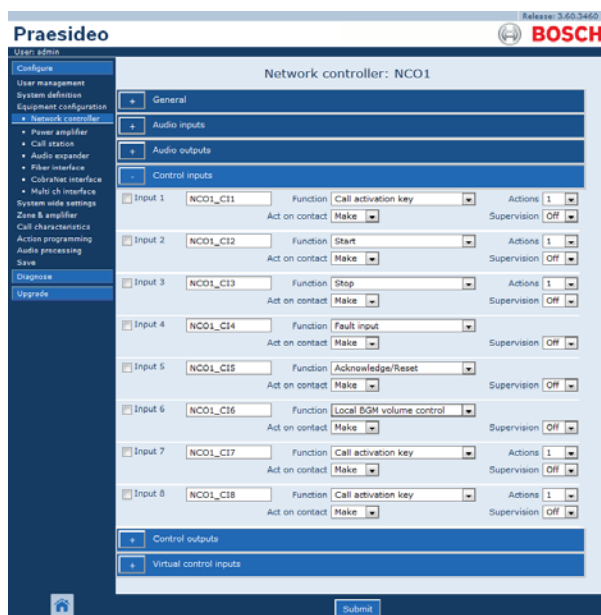 Release: 3.60.3460
Praesideo
BOSCH
User: admin
Configure
User management
System definition
Equipment configuration
• Network controller
• Power amplifier
• Call station
• Audio expander
• Fiber interface
• CobraNet interface
• Multi ch interface
System wide settings
Zone & amplifier
Call characteristics
Action programming
Audio processing
Save
Diagnose
Upgrade
Network controller: NCO1
+ General
+ Audio inputs
+ Audio outputs
- Control inputs
Input 1 NCO1_CI1 Function Call activation key Actions 1
Act on contact Make Supervision Off
Input 2 NCO1_CI2 Function Start Actions 1
Act on contact Make Supervision Off
Input 3 NCO1_CI3 Function Stop Actions 1
Act on contact Make Supervision Off
Input 4 NCO1_CI4 Function Fault input
Act on contact Make Supervision Off
Input 5 NCO1_CI5 Function Acknowledge/Reset
Act on contact Make Supervision Off
Input 6 NCO1_CI6 Function Local BGM volume control
Act on contact Make Supervision Off
Input 7 NCO1_CI7 Function Call activation key Actions 1
Act on contact Make Supervision Off
Input 8 NCO1_CI8 Function Call activation key Actions 1
Act on contact Make Supervision Off
+ Control outputs
+ Virtual control inputs
Submit